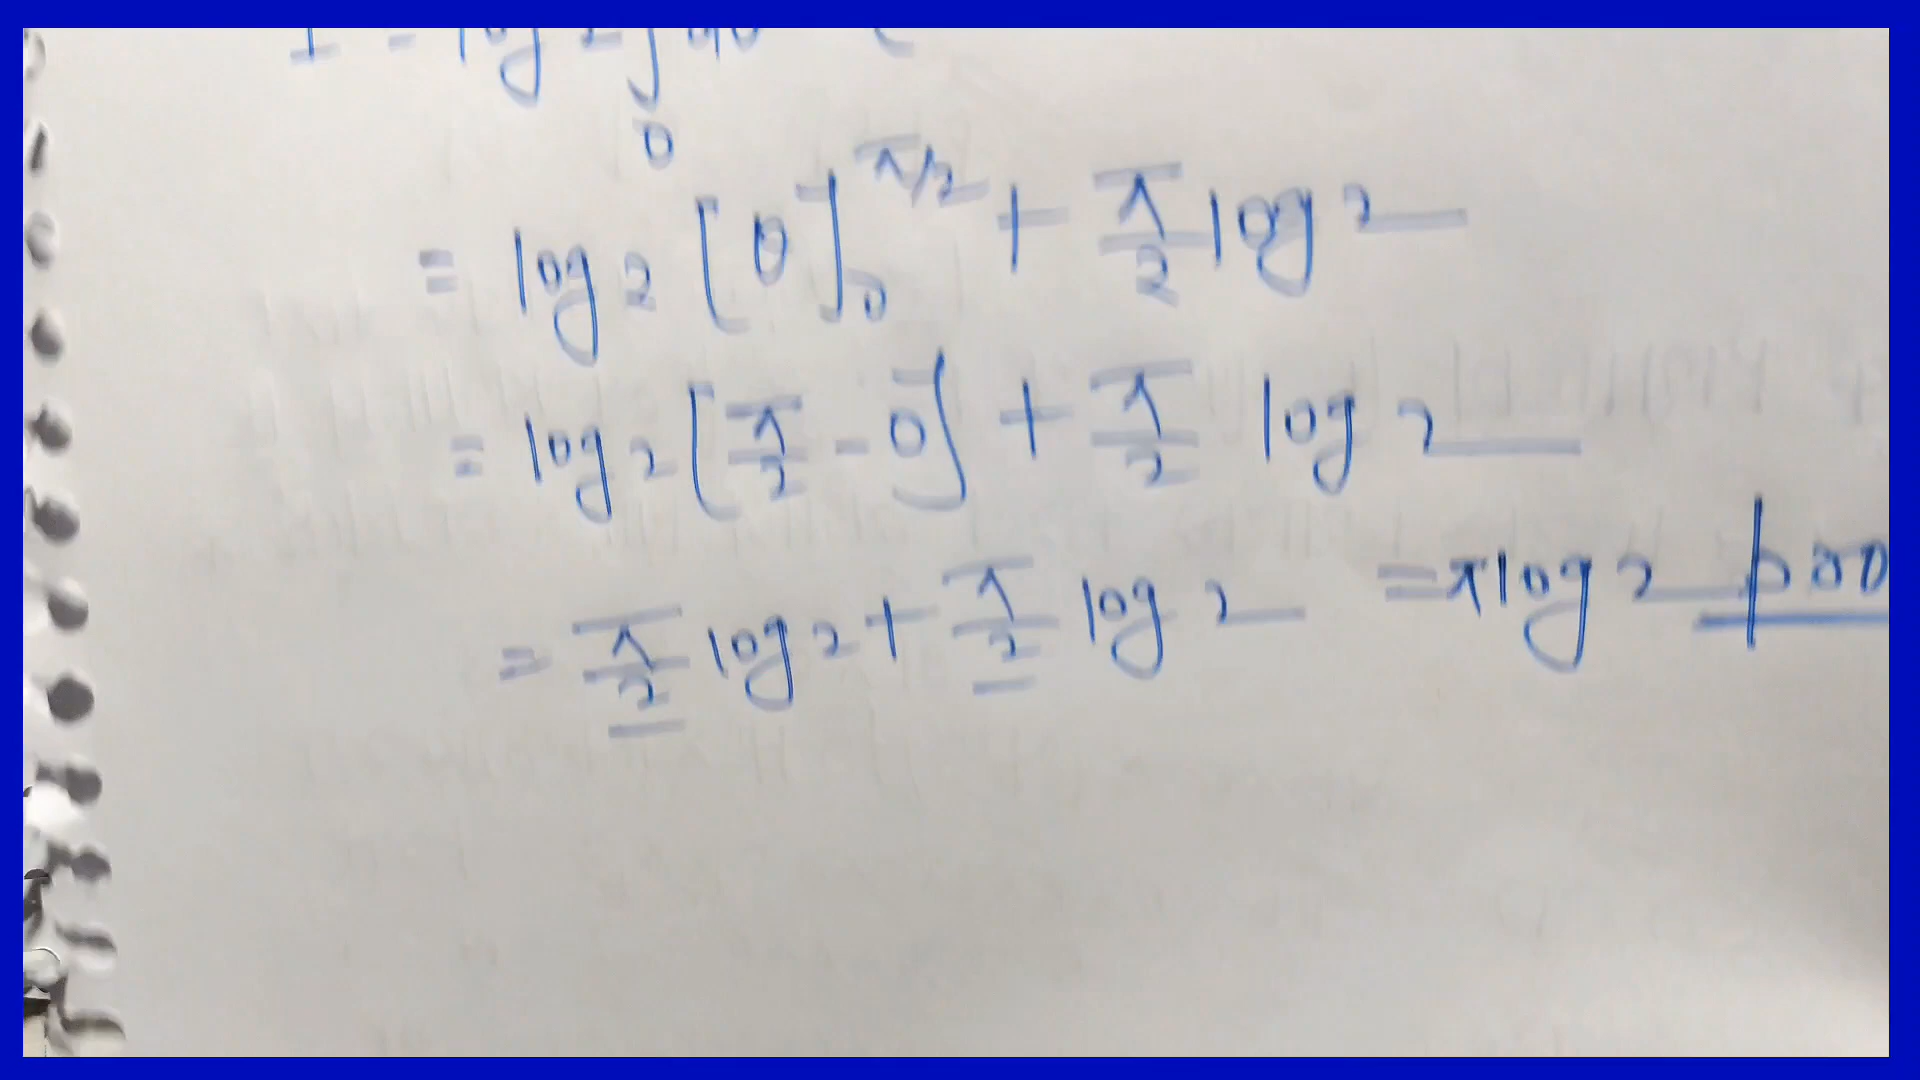 = log 2 [θ]₀^π/2 + π/2 log 2
= log 2 [π/2 - 0] + π/2 log 2
= π/2 log 2 + π/2 log 2 = π log 2